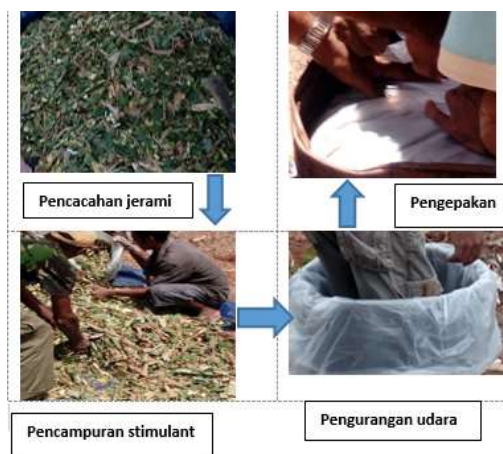 Pencacahan jerami
Pengepakan
Pencampuran stimulant
Pengurangan udara